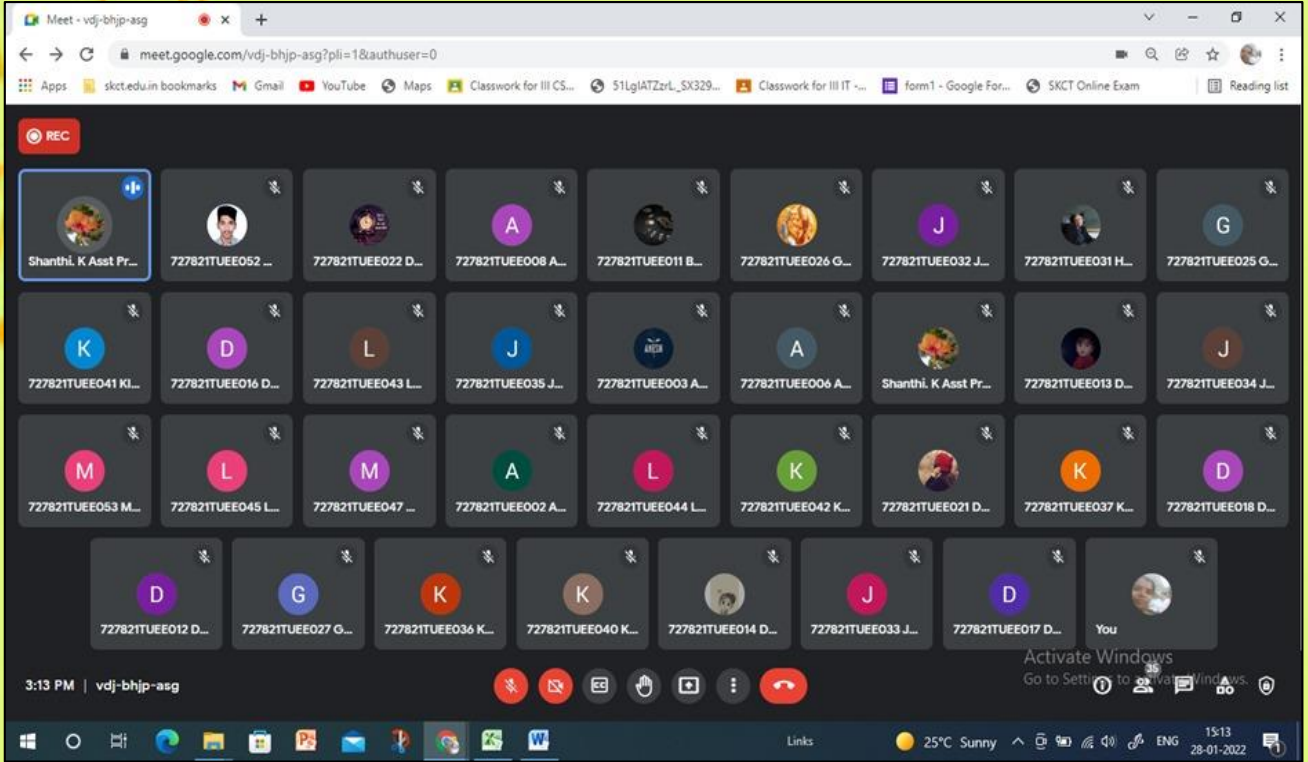 Meet - vdj-bhjp-asg
meet.google.com/vdj-bhjp-asg?pli=1&authuser=0
Apps skct.edu.in bookmarks Gmail YouTube Maps Classwork for III CS... 51LgIATZzrL._SX329... Classwork for III IT -... form1 - Google For... SKCT Online Exam Reading list
REC
Shanthi. K Asst Pr... 727821TUEE052 ... 727821TUEE022 D... A 727821TUEE008 A... 727821TUEE011 B... 727821TUEE026 G... J 727821TUEE032 J... 727821TUEE031 H... G 727821TUEE025 G...
K 727821TUEE041 KI... D 727821TUEE016 D... L 727821TUEE043 L... J 727821TUEE035 J... 727821TUEE003 A... A 727821TUEE006 A... Shanthi. K Asst Pr... 727821TUEE013 D... J 727821TUEE034 J...
M 727821TUEE053 M... L 727821TUEE045 L... M 727821TUEE047 ... A 727821TUEE002 A... L 727821TUEE044 L... K 727821TUEE042 K... 727821TUEE021 D... K 727821TUEE037 K... D 727821TUEE018 D...
D 727821TUEE012 D... G 727821TUEE027 G... K 727821TUEE036 K... K 727821TUEE040 K... 727821TUEE014 D... J 727821TUEE033 J... D 727821TUEE017 D... You
Activate Windows
Go to Settings to activate Windows.
3:13 PM | vdj-bhjp-asg CC 35
Links 25°C Sunny ENG 15:13
28-01-2022 1